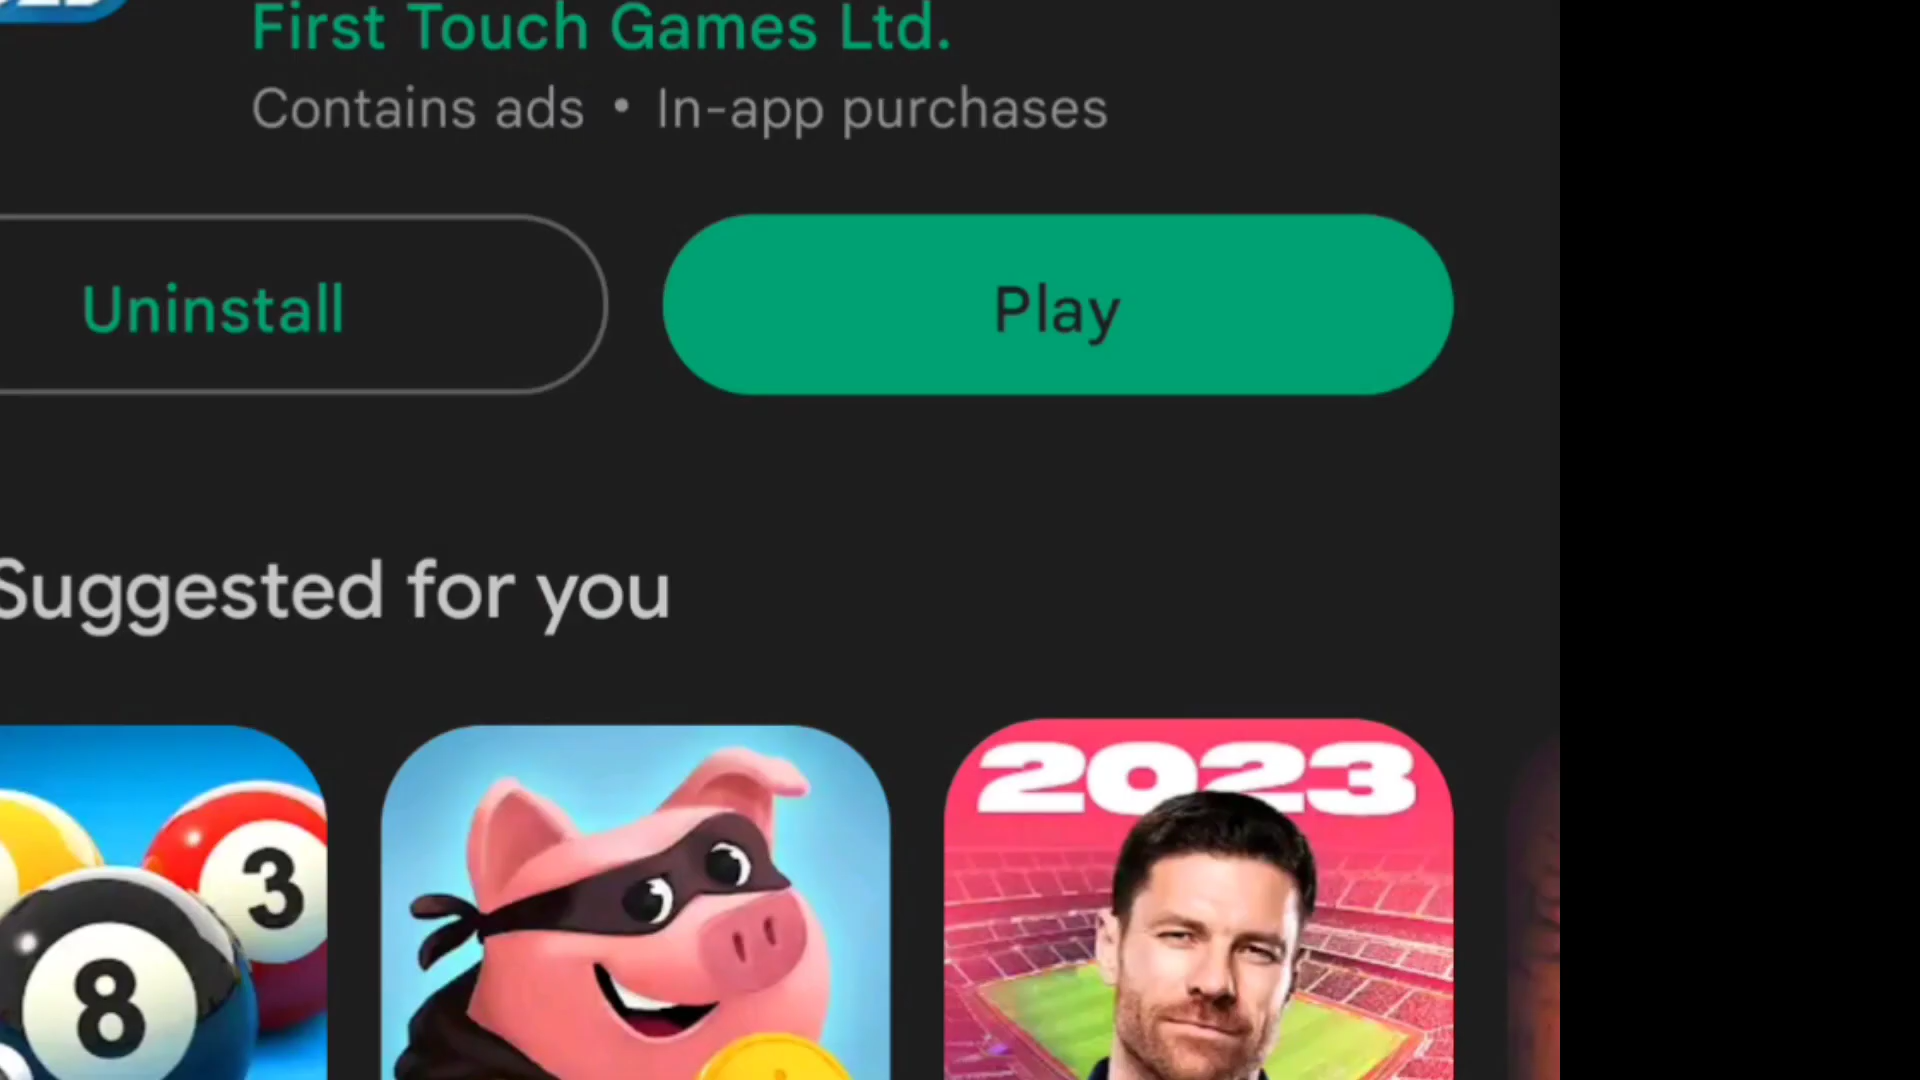 First Touch Games Ltd.
Contains ads • In-app purchases
Uninstall
Play
Suggested for you
2023
3
8